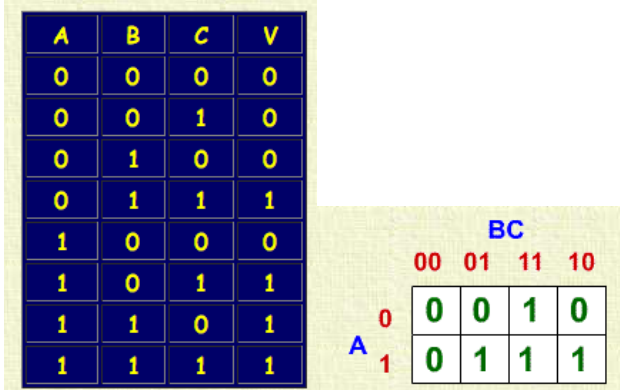 A B C V
0 0 0 0
0 0 1 0
0 1 0 0
0 1 1 1
1 0 0 0
1 0 1 1
1 1 0 1
1 1 1 1
BC
00 01 11 10
0 0 0 1 0
A
1 0 1 1 1